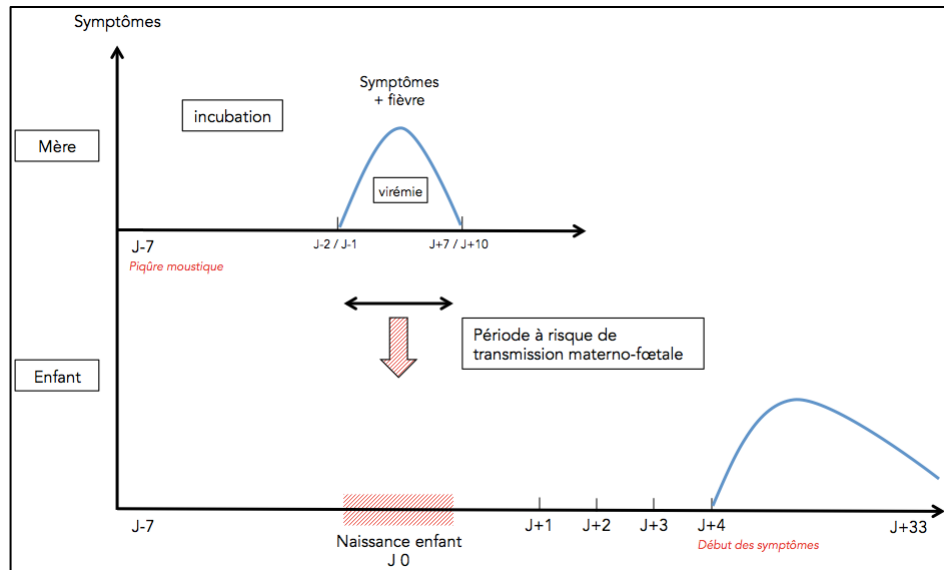 Symptômes
Symptômes
+ fièvre
incubation
Mère
virémie
J-7
J-2 / J-1
J+7 / J+10
Piqûre moustique
Période à risque de
transmission materno-fœtale
Enfant
J-7
J+1
J+2
J+3
J+4
J+33
Naissance enfant
J 0
Début des symptômes